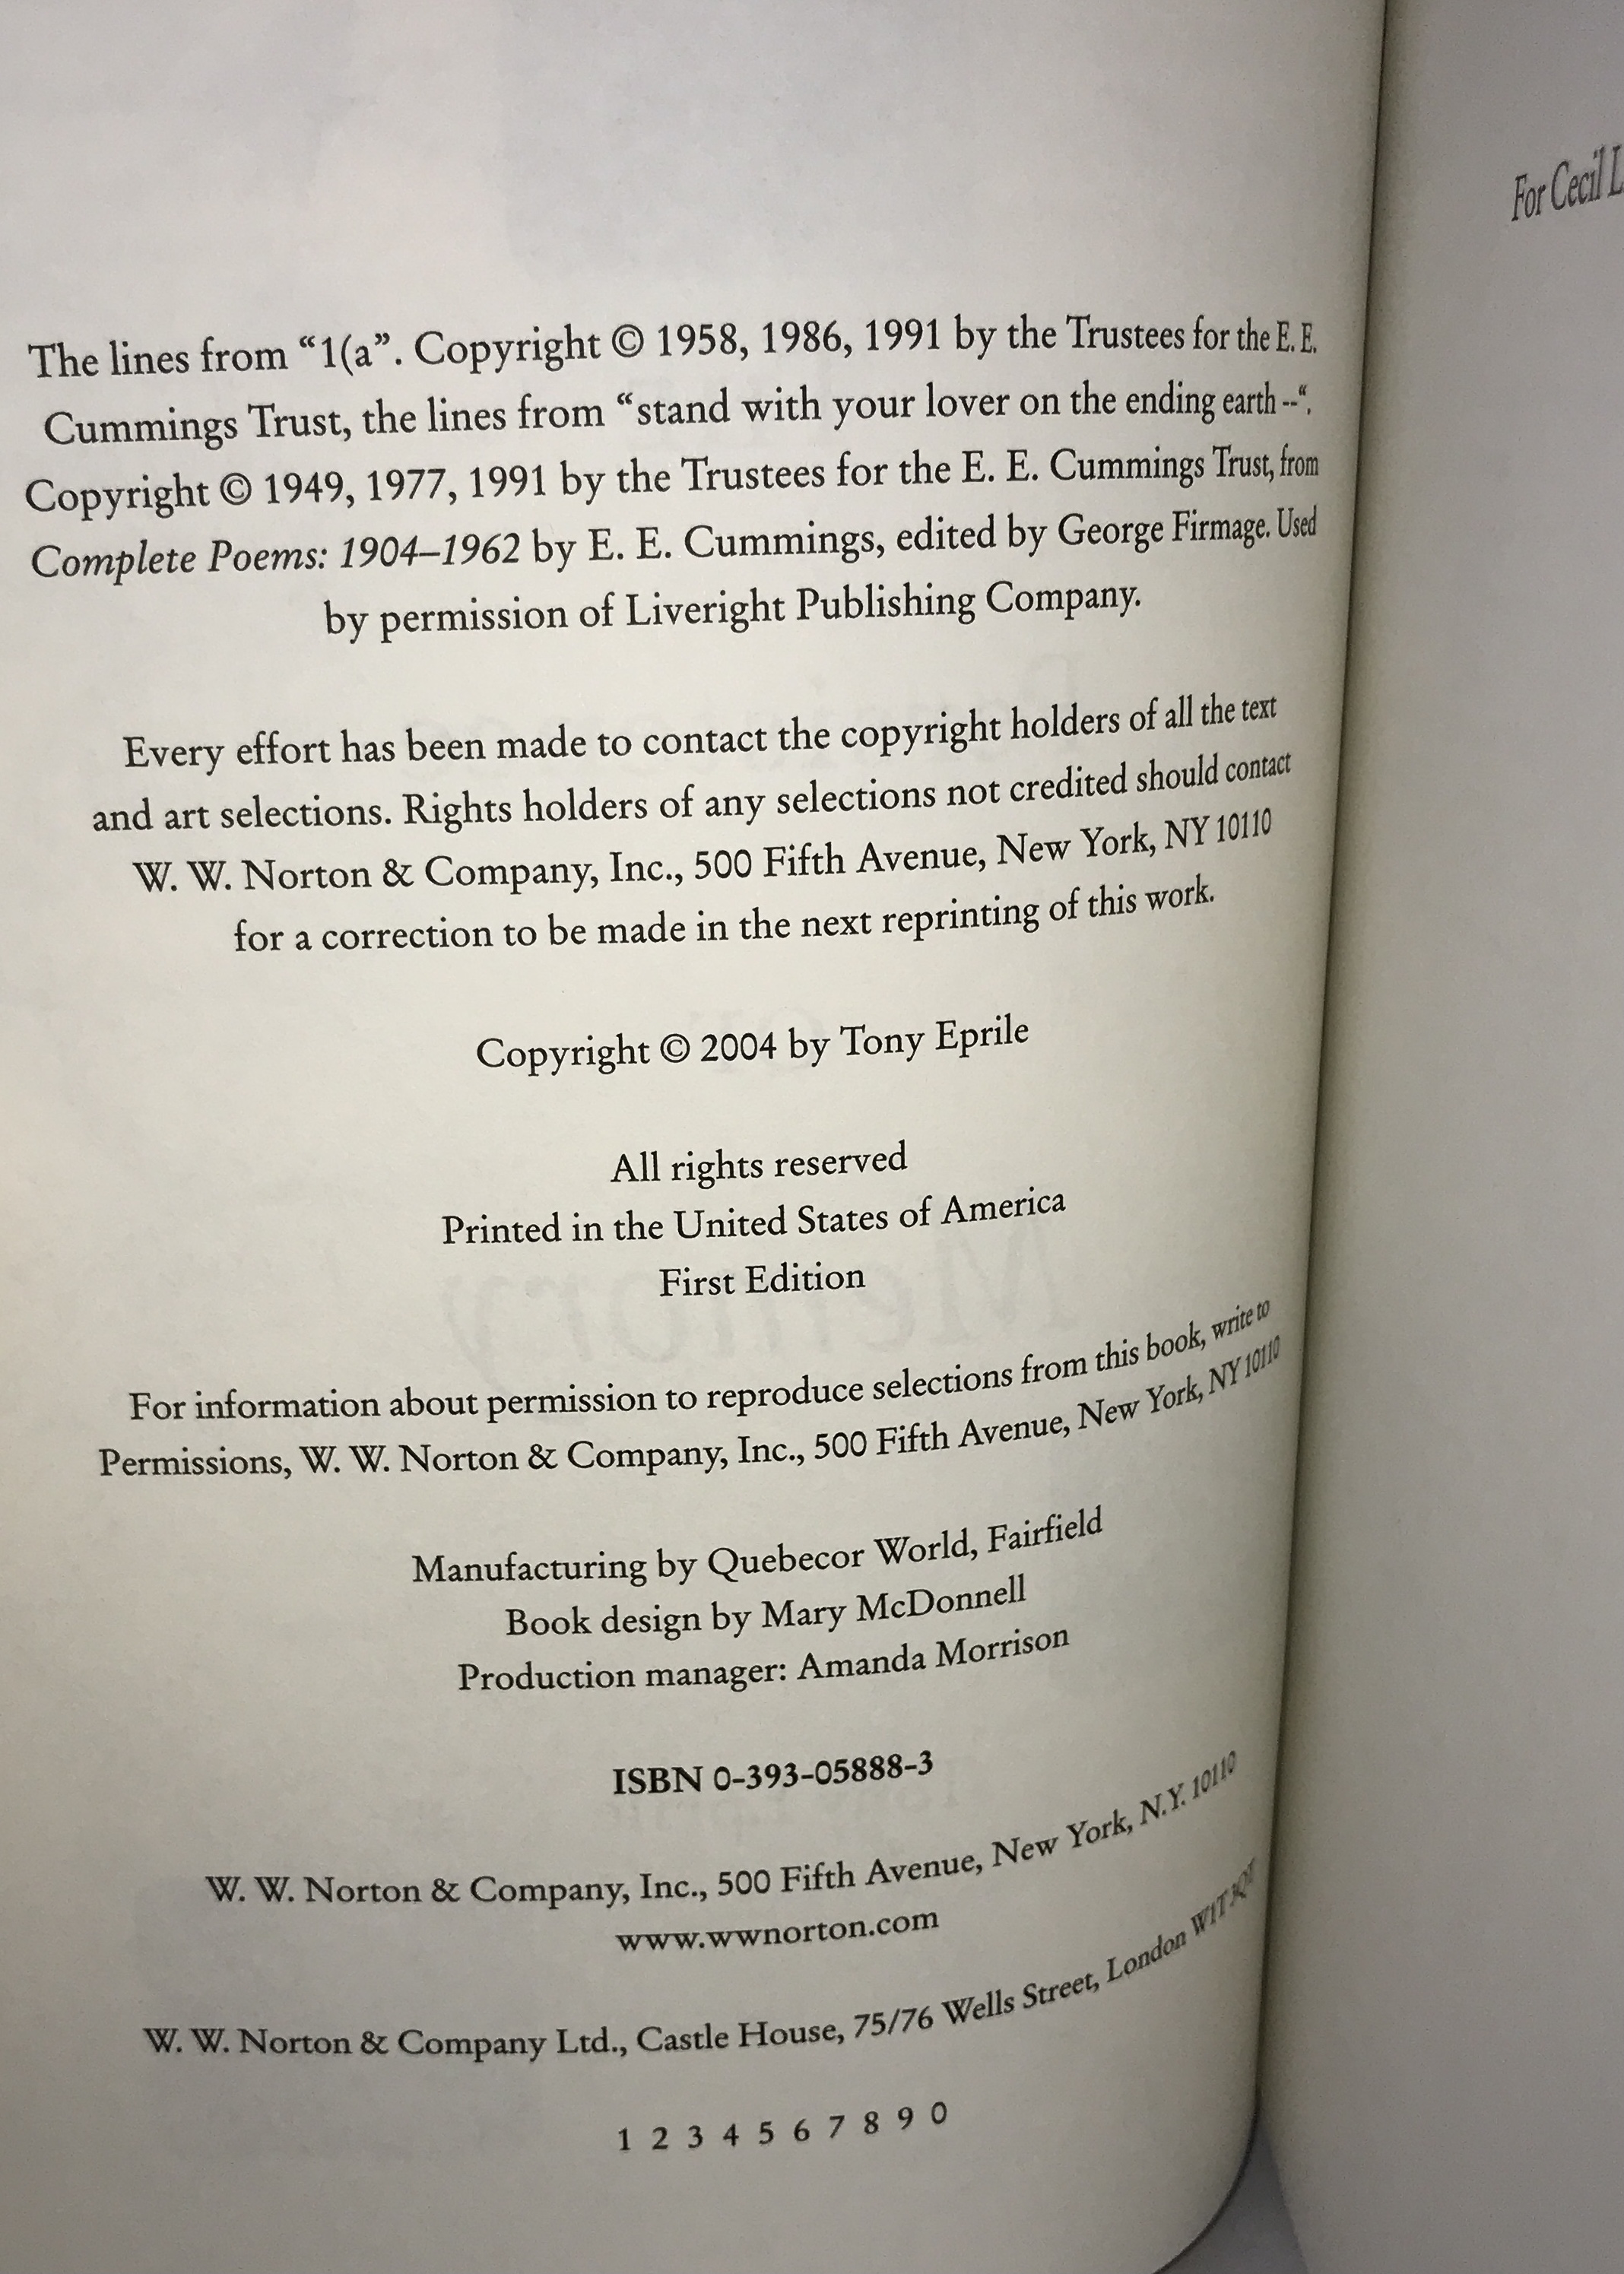 The lines from “1(a”. Copyright © 1958, 1986, 1991 by the Trustees for the E. E.
Cummings Trust, the lines from “stand with your lover on the ending earth --“.
Copyright © 1949, 1977, 1991 by the Trustees for the E. E. Cummings Trust, from
Complete Poems: 1904–1962 by E. E. Cummings, edited by George Firmage. Used
by permission of Liveright Publishing Company.
Every effort has been made to contact the copyright holders of all the text
and art selections. Rights holders of any selections not credited should contact
W. W. Norton & Company, Inc., 500 Fifth Avenue, New York, NY 10110
for a correction to be made in the next reprinting of this work.
Copyright © 2004 by Tony Eprile
All rights reserved
Printed in the United States of America
First Edition
For information about permission to reproduce selections from this book, write to
Permissions, W. W. Norton & Company, Inc., 500 Fifth Avenue, New York, NY 10110
Manufacturing by Quebecor World, Fairfield
Book design by Mary McDonnell
Production manager: Amanda Morrison
ISBN 0-393-05888-3
W. W. Norton & Company, Inc., 500 Fifth Avenue, New York, N.Y. 10110
www.wwnorton.com
W. W. Norton & Company Ltd., Castle House, 75/76 Wells Street, London W1T 3QT
1 2 3 4 5 6 7 8 9 0
For Cecil L